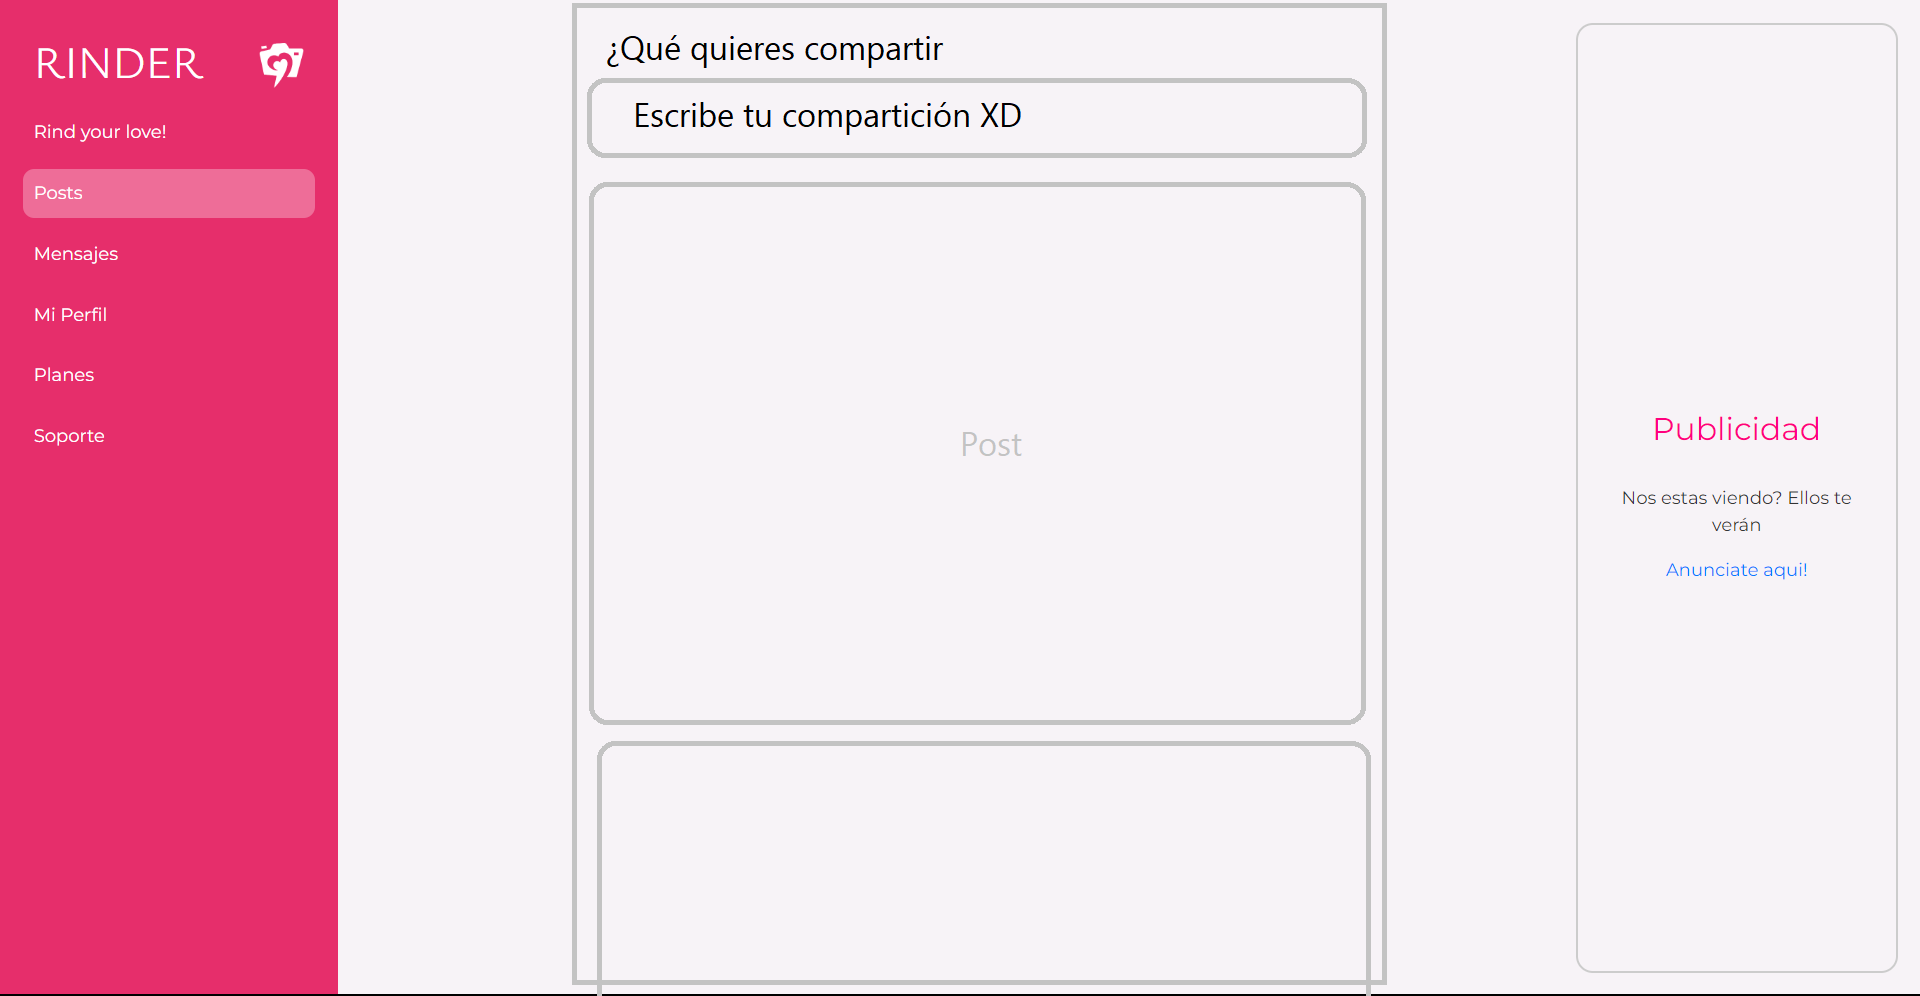 RINDER
Rind your love!
Posts
Mensajes
Mi Perfil
Planes
Soporte
¿Qué quieres compartir
Escribe tu compartición XD
Post
Publicidad
Nos estas viendo? Ellos te
verán
Anunciate aqui!